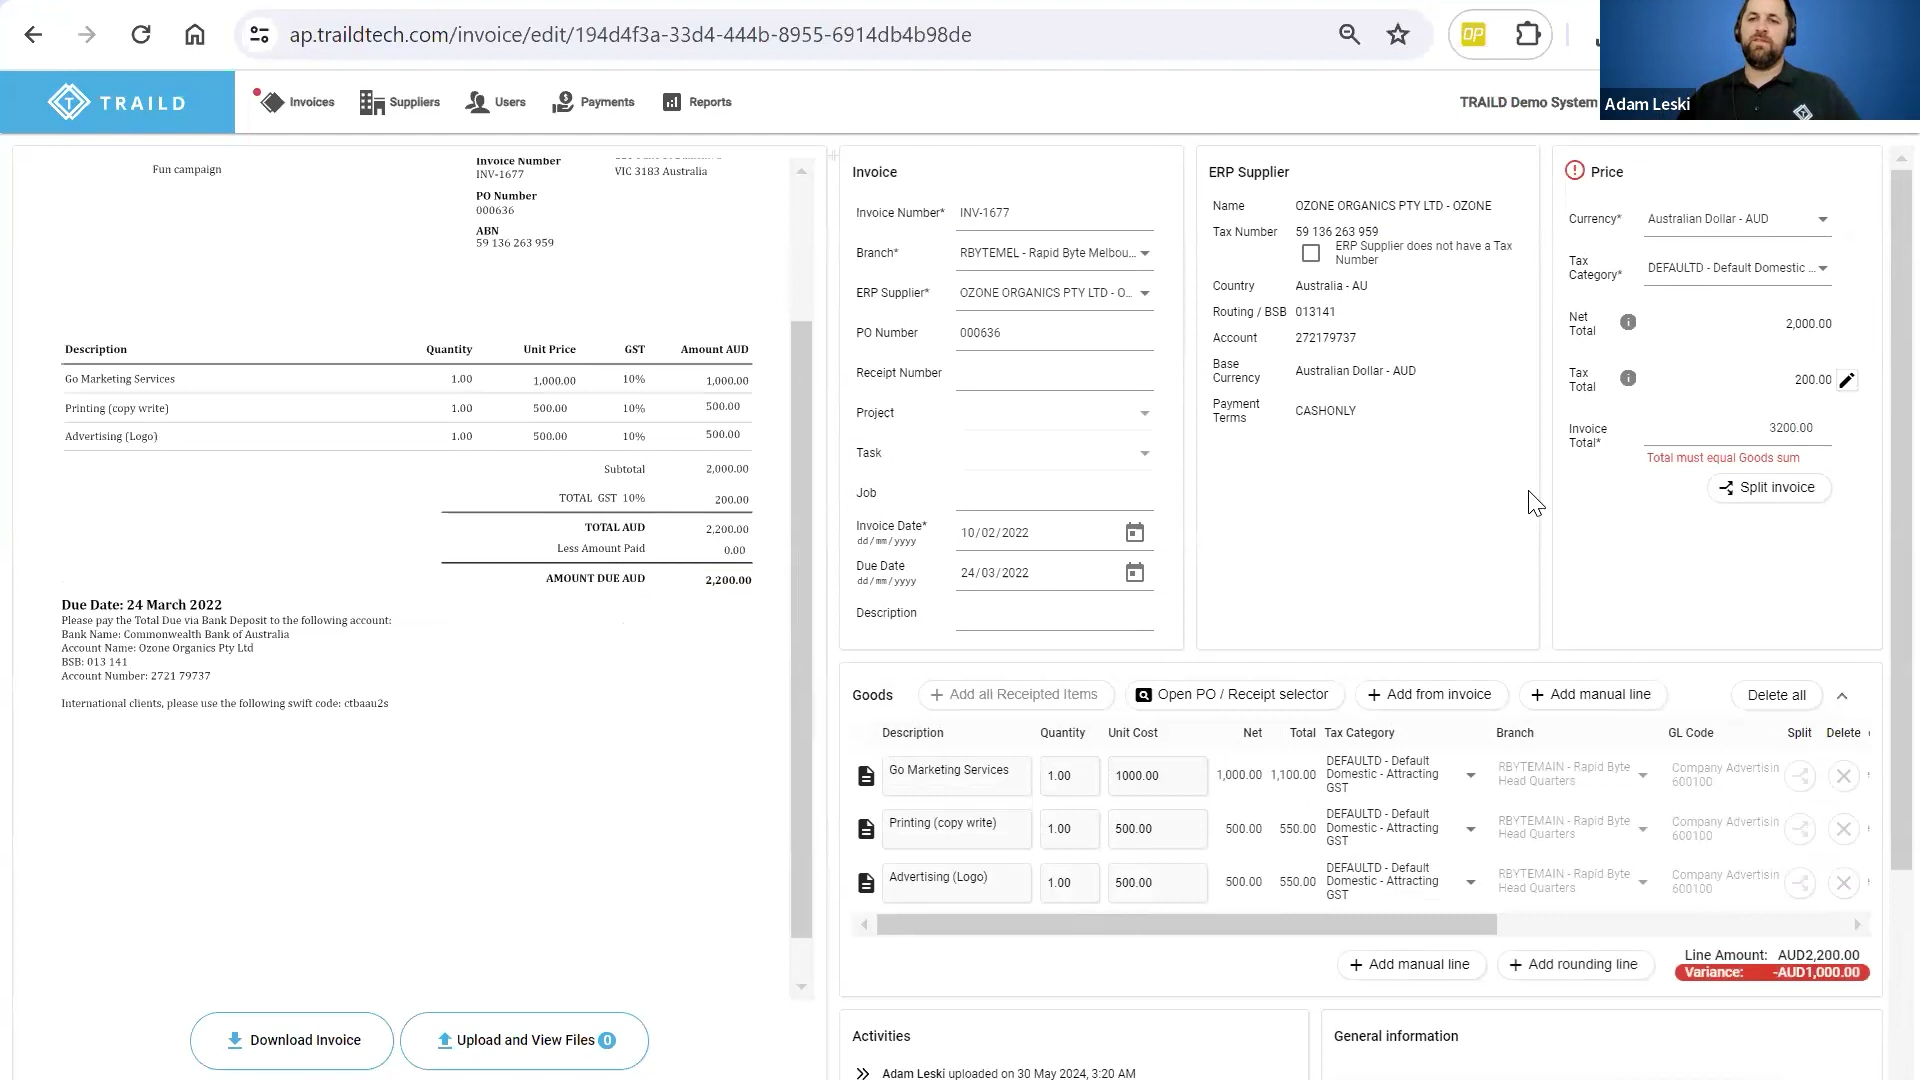 ap.traildtech.com/invoice/edit/194d4f3a-33d4-444b-8955-6914db4b98de
OP
TRAILD
Invoices
Suppliers
Users
Payments
Reports
TRAILD Demo System
Adam Leski
Fun campaign
Invoice Number
INV-1677
VIC 3183 Australia
PO Number
000636
ABN
59 136 263 959
Description Quantity Unit Price GST Amount AUD
Go Marketing Services 1.00 1,000.00 10% 1,000.00
Printing (copy write) 1.00 500.00 10% 500.00
Advertising (Logo) 1.00 500.00 10% 500.00
Subtotal 2,000.00
TOTAL GST 10% 200.00
TOTAL AUD 2,200.00
Less Amount Paid 0.00
AMOUNT DUE AUD 2,200.00
Due Date: 24 March 2022
Please pay the Total Due via Bank Deposit to the following account:
Bank Name: Commonwealth Bank of Australia
Account Name: Ozone Organics Pty Ltd
BSB: 013 141
Account Number: 2721 79737
International clients, please use the following swift code: ctbaau2s
Download Invoice
Upload and View Files 0
Invoice
Invoice Number* INV-1677
Branch* RBYTEMEL - Rapid Byte Melbou...
ERP Supplier* OZONE ORGANICS PTY LTD - O...
PO Number 000636
Receipt Number
Project
Task
Job
Invoice Date* 10/02/2022
dd/mm/yyyy
Due Date 24/03/2022
dd/mm/yyyy
Description
ERP Supplier
Name OZONE ORGANICS PTY LTD - OZONE
Tax Number 59 136 263 959
ERP Supplier does not have a Tax
Number
Country Australia - AU
Routing / BSB 013141
Account 272179737
Base
Currency Australian Dollar - AUD
Payment
Terms CASHONLY
Price
Currency* Australian Dollar - AUD
Tax
Category* DEFAULTD - Default Domestic ...
Net
Total 2,000.00
Tax
Total 200.00
Invoice
Total* 3200.00
Total must equal Goods sum
Split invoice
Goods
+ Add all Receipted Items
Open PO / Receipt selector
+ Add from invoice
+ Add manual line
Delete all
Description Quantity Unit Cost Net Total Tax Category Branch GL Code Split Delete
Go Marketing Services 1.00 1000.00 1,000.00 1,100.00
DEFAULTD - Default
Domestic - Attracting
GST
RBYTEMAIN - Rapid Byte
Head Quarters
Company Advertisin
600100
Printing (copy write) 1.00 500.00 500.00 550.00
DEFAULTD - Default
Domestic - Attracting
GST
RBYTEMAIN - Rapid Byte
Head Quarters
Company Advertisin
600100
Advertising (Logo) 1.00 500.00 500.00 550.00
DEFAULTD - Default
Domestic - Attracting
GST
RBYTEMAIN - Rapid Byte
Head Quarters
Company Advertisin
600100
+ Add manual line
+ Add rounding line
Line Amount: AUD2,200.00
Variance: -AUD1,000.00
Activities
Adam Leski uploaded on 30 May 2024, 3:20 AM
General information